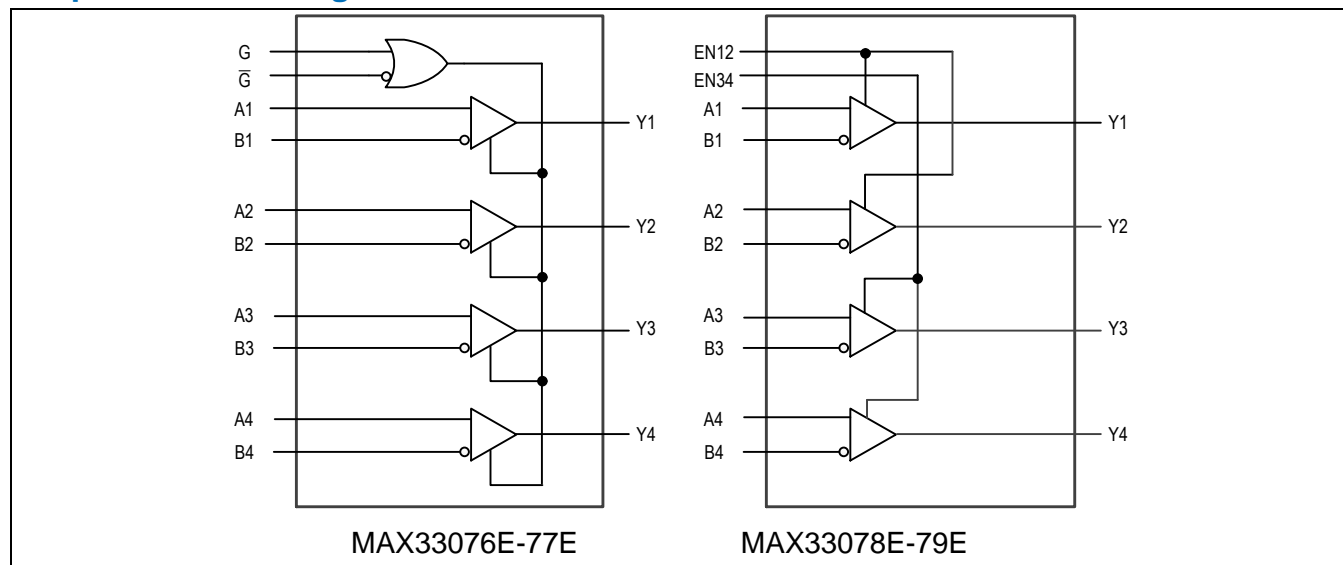 G
G̅
A1
B1
Y1
A2
B2
Y2
A3
B3
Y3
A4
B4
Y4
MAX33076E-77E
EN12
EN34
A1
B1
Y1
A2
B2
Y2
A3
B3
Y3
A4
B4
Y4
MAX33078E-79E